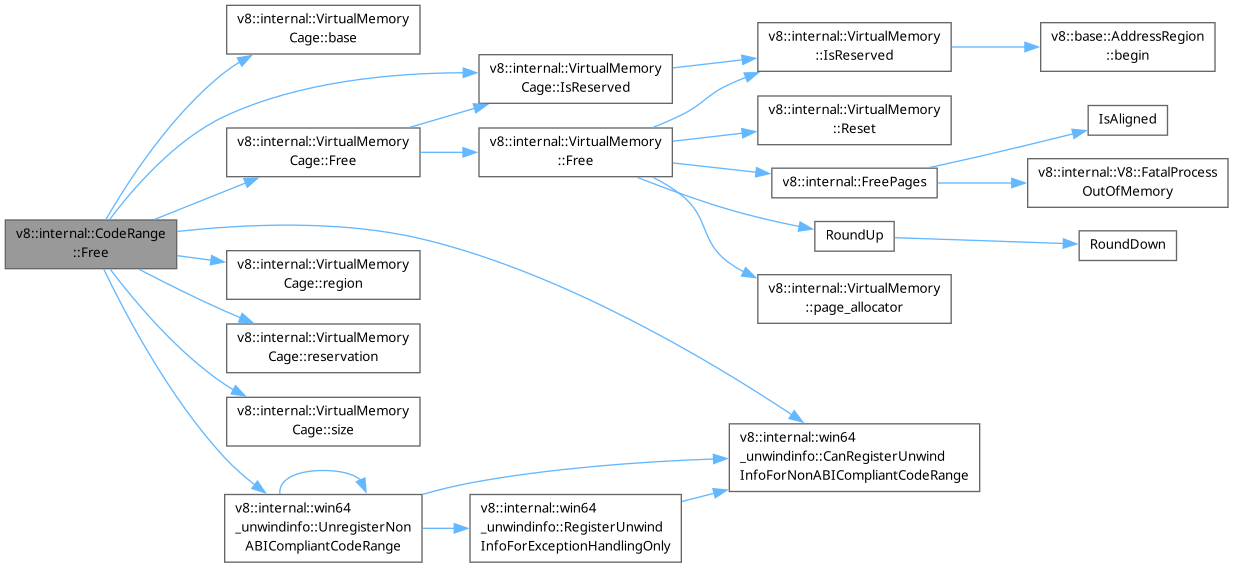 v8::internal::CodeRange
::Free
v8::internal::VirtualMemory
Cage::base
v8::internal::VirtualMemory
Cage::IsReserved
v8::internal::VirtualMemory
Cage::Free
v8::internal::VirtualMemory
::Free
v8::internal::VirtualMemory
::IsReserved
v8::base::AddressRegion
::begin
v8::internal::VirtualMemory
::Reset
v8::internal::FreePages
IsAligned
v8::internal::V8::FatalProcess
OutOfMemory
RoundUp
RoundDown
v8::internal::VirtualMemory
::page_allocator
v8::internal::VirtualMemory
Cage::region
v8::internal::VirtualMemory
Cage::reservation
v8::internal::VirtualMemory
Cage::size
v8::internal::win64
_unwindinfo::UnregisterNon
ABICompliantCodeRange
v8::internal::win64
_unwindinfo::RegisterUnwind
InfoForExceptionHandlingOnly
v8::internal::win64
_unwindinfo::CanRegisterUnwind
InfoForNonABICompliantCodeRange